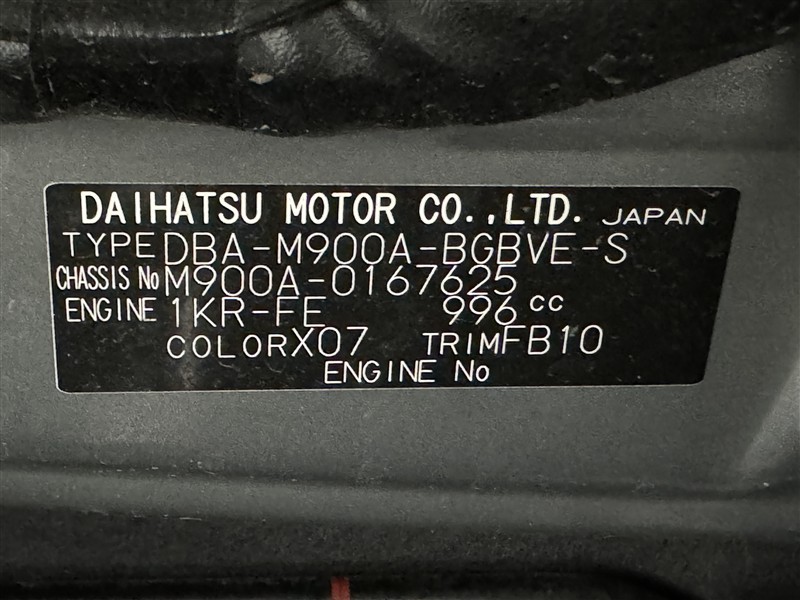 DAIHATSU MOTOR CO.,LTD. JAPAN
TYPE DBA-M900A-BGBVE-S
CHASSIS No M900A-0167625
ENGINE 1KR-FE 996 cc
COLOR X07 TRIM FB10
ENGINE No